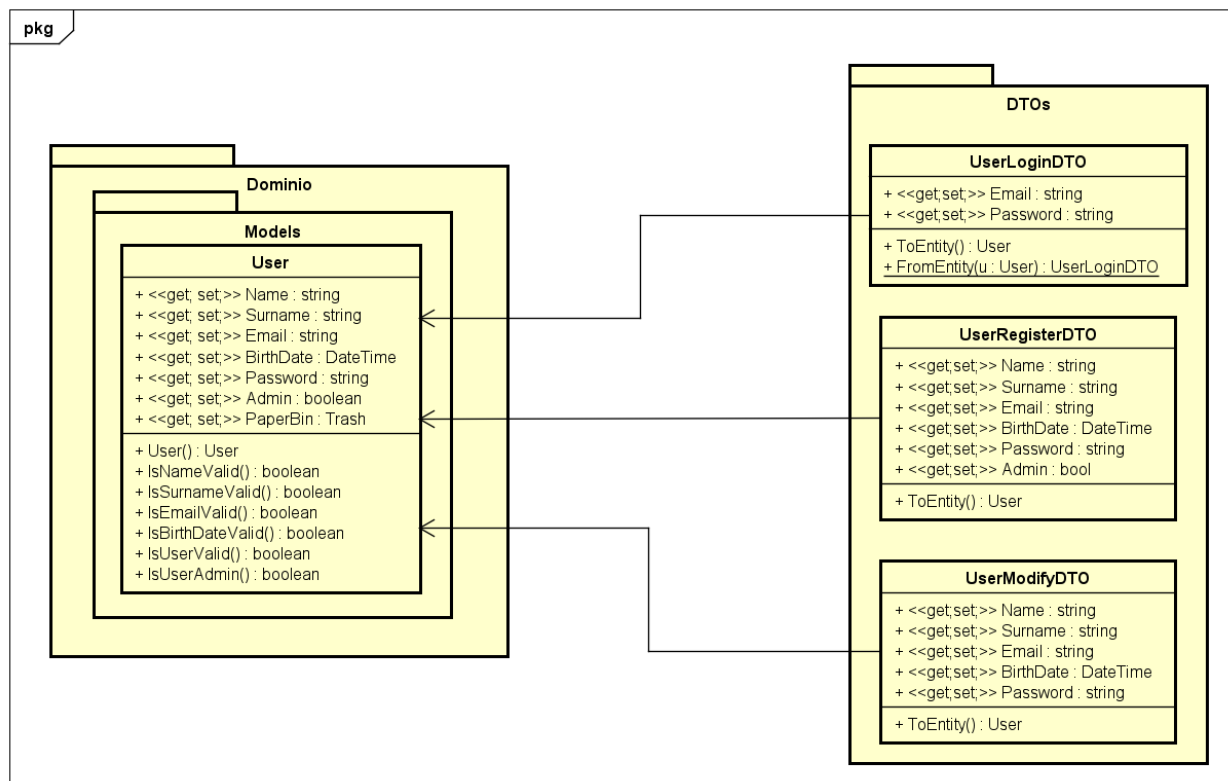 pkg
Dominio
Models
User
+ <<get; set;>> Name : string
+ <<get; set;>> Surname : string
+ <<get; set;>> Email : string
+ <<get; set;>> BirthDate : DateTime
+ <<get; set;>> Password : string
+ <<get; set;>> Admin : boolean
+ <<get; set;>> PaperBin : Trash
+ User() : User
+ IsNameValid() : boolean
+ IsSurnameValid() : boolean
+ IsEmailValid() : boolean
+ IsBirthDateValid() : boolean
+ IsUserValid() : boolean
+ IsUserAdmin() : boolean
DTOs
UserLoginDTO
+ <<get;set;>> Email : string
+ <<get;set;>> Password : string
+ ToEntity() : User
+ FromEntity(u : User) : UserLoginDTO
UserRegisterDTO
+ <<get;set;>> Name : string
+ <<get;set;>> Surname : string
+ <<get;set;>> Email : string
+ <<get;set;>> BirthDate : DateTime
+ <<get;set;>> Password : string
+ <<get;set;>> Admin : bool
+ ToEntity() : User
UserModifyDTO
+ <<get;set;>> Name : string
+ <<get;set;>> Surname : string
+ <<get;set;>> Email : string
+ <<get;set;>> BirthDate : DateTime
+ <<get;set;>> Password : string
+ ToEntity() : User